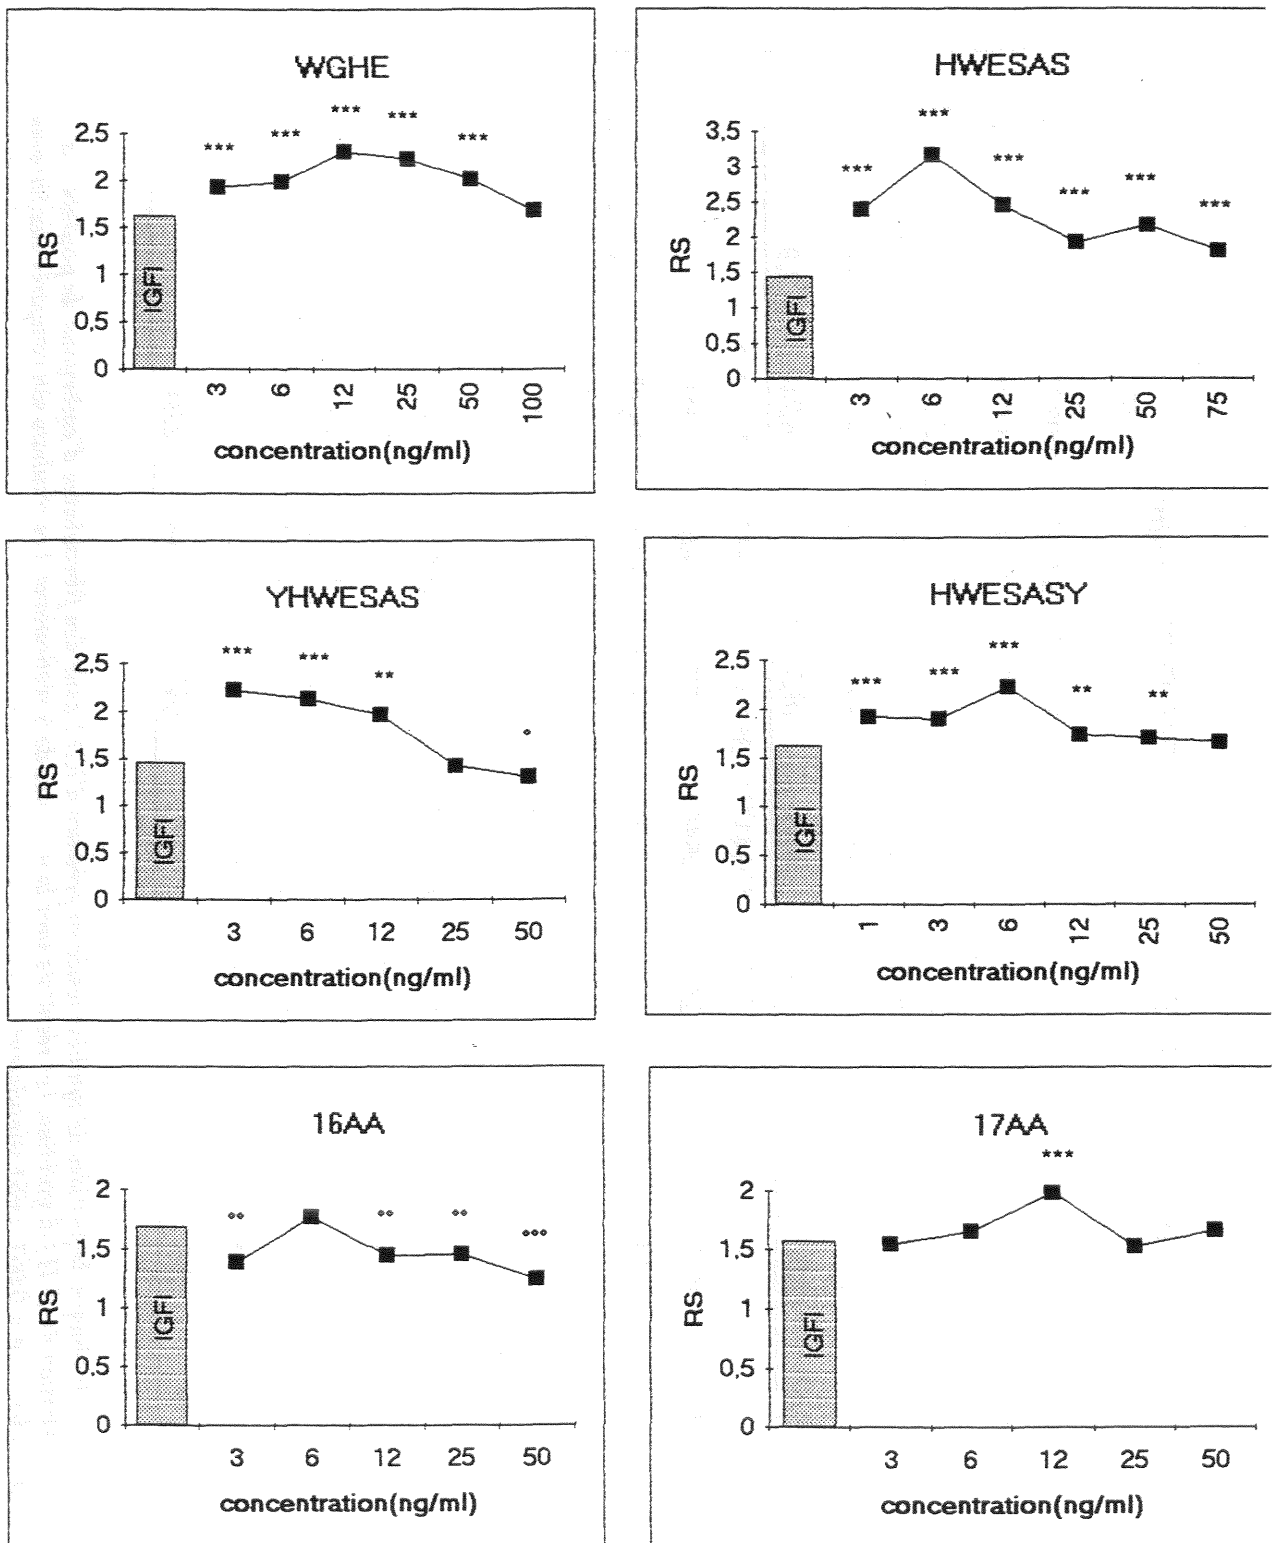 WGHE
*** *** *** *** ***
2,5
2
1,5
1
0,5
0
RS
IGFI
3 6 12 25 50 100
concentration(ng/ml)
HWESAS
*** *** *** *** *** ***
3,5
3
2,5
2
1,5
1
0,5
0
RS
IGFI
3 6 12 25 50 75
concentration(ng/ml)
YHWESAS
*** *** ** °
2,5
2
1,5
1
0,5
0
RS
IGFI
3 6 12 25 50
concentration(ng/ml)
HWESASY
*** *** *** ** **
2,5
2
1,5
1
0,5
0
RS
IGFI
1 3 6 12 25 50
concentration(ng/ml)
16AA
°° °° °° °°°
2
1,5
1
0,5
0
RS
IGFI
3 6 12 25 50
concentration(ng/ml)
17AA
***
2
1,5
1
0,5
0
RS
IGFI
3 6 12 25 50
concentration(ng/ml)